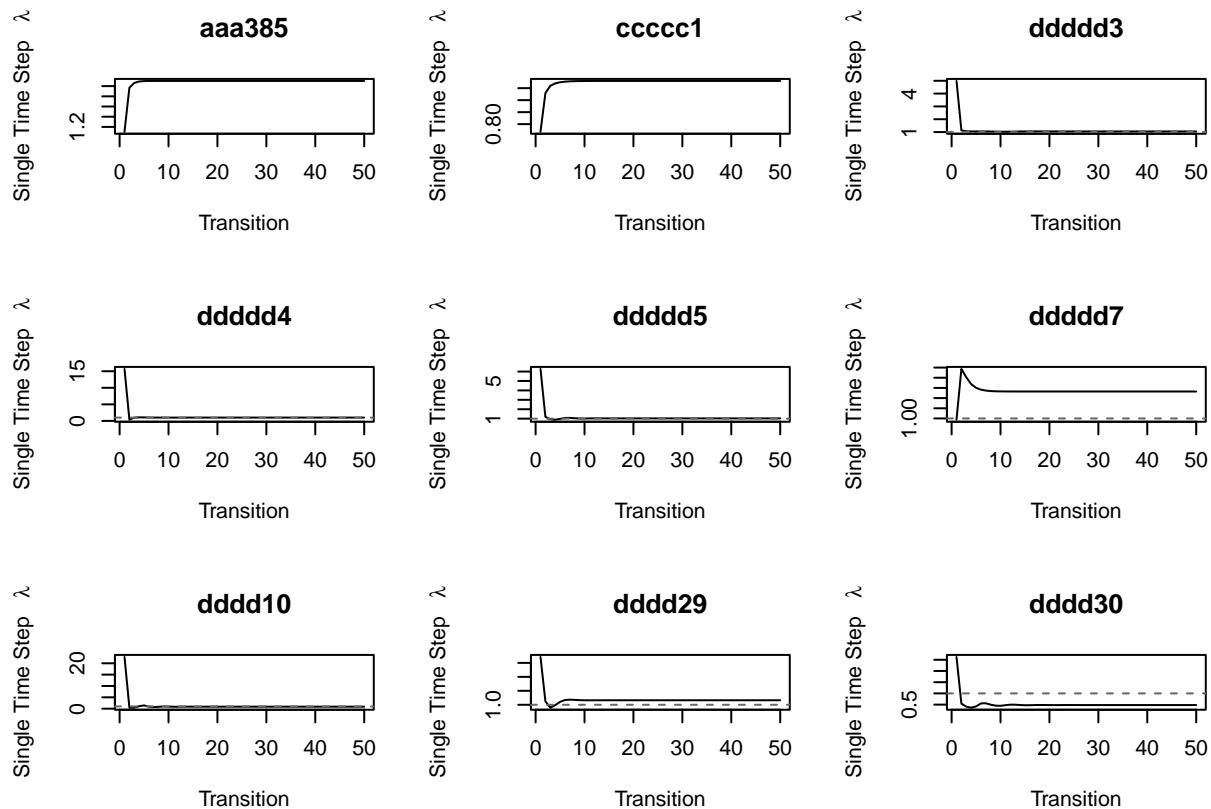 aaa385
Single Time Step λ
1.2
0 10 20 30 40 50
Transition
ccccc1
Single Time Step λ
0.80
0 10 20 30 40 50
Transition
ddddd3
Single Time Step λ
4
1
0 10 20 30 40 50
Transition
ddddd4
Single Time Step λ
15
0
0 10 20 30 40 50
Transition
ddddd5
Single Time Step λ
5
1
0 10 20 30 40 50
Transition
ddddd7
Single Time Step λ
1.00
0 10 20 30 40 50
Transition
dddd10
Single Time Step λ
20
0
0 10 20 30 40 50
Transition
dddd29
Single Time Step λ
1.0
0 10 20 30 40 50
Transition
dddd30
Single Time Step λ
0.5
0 10 20 30 40 50
Transition